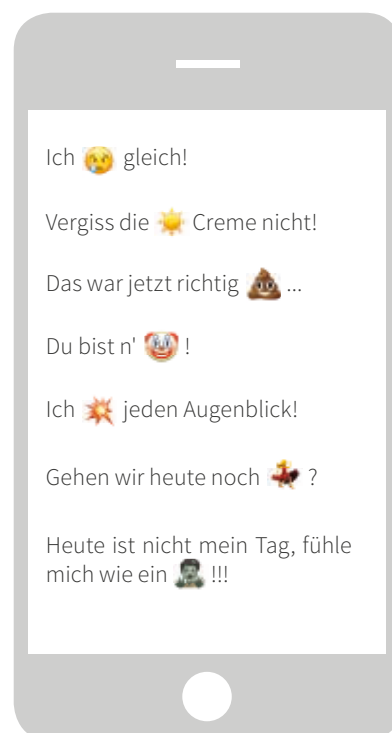 Ich 😢 gleich!
Vergiss die ☀️ Creme nicht!
Das war jetzt richtig 💩 ...
Du bist n' 🤡 !
Ich 💥 jeden Augenblick!
Gehen wir heute noch 💃 ?
Heute ist nicht mein Tag, fühle
mich wie ein 🧟 !!!